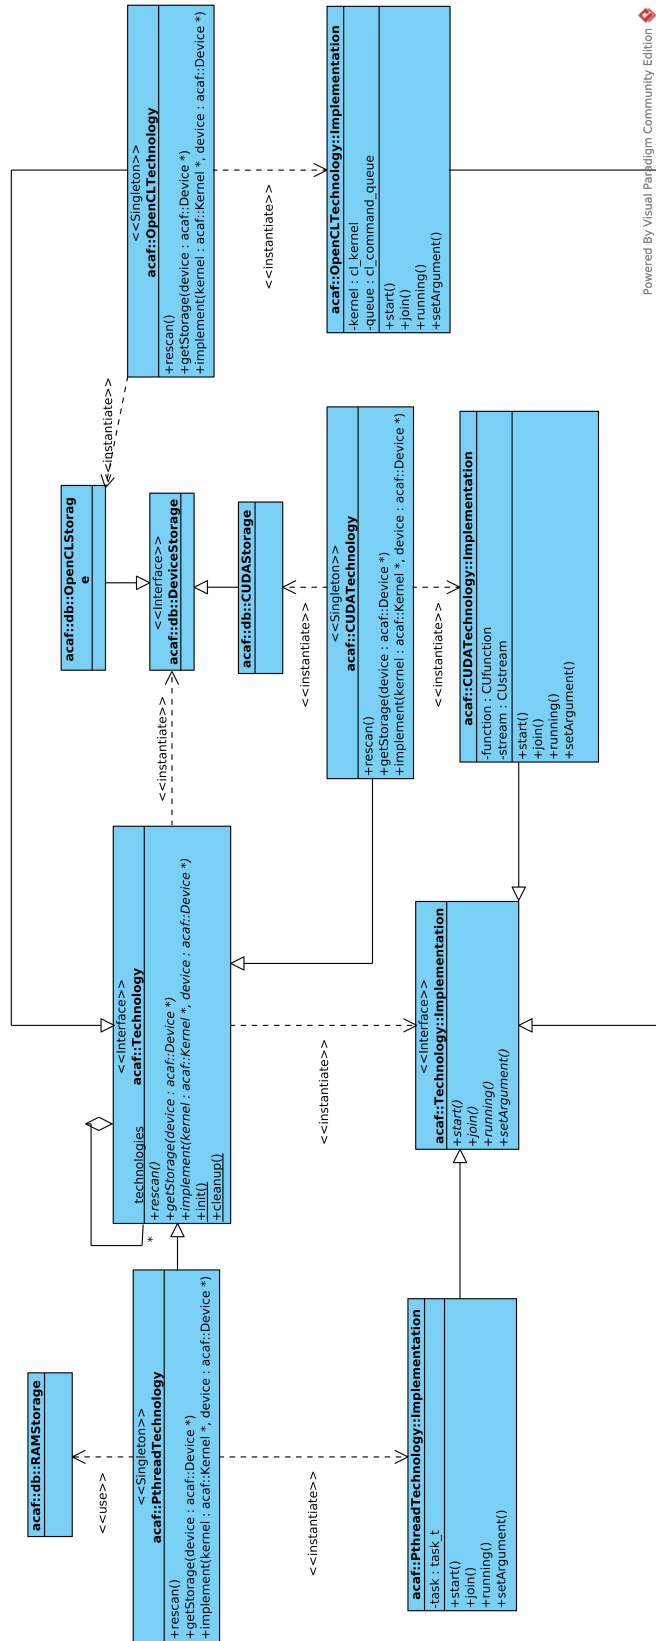 acaf::db::RAMStorage
<<use>>
<<Singleton>>
acaf::PthreadTechnology
+rescan()
+getStorage(device : acaf::Device *)
+implement(kernel : acaf::Kernel *, device : acaf::Device *)
<<instantiate>>
acaf::PthreadTechnology::Implementation
-task : task_t
+start()
+join()
+running()
+setArgument()
*
technologies
<<Interface>>
acaf::Technology
+rescan()
+getStorage(device : acaf::Device *)
+implement(kernel : acaf::Kernel *, device : acaf::Device *)
+init()
+cleanup()
<<instantiate>>
<<Interface>>
acaf::Technology::Implementation
+start()
+join()
+running()
+setArgument()
<<instantiate>>
acaf::db::OpenCLStorag
e
<<Interface>>
acaf::db::DeviceStorage
acaf::db::CUDAStorage
<<instantiate>>
<<Singleton>>
acaf::CUDATechnology
+rescan()
+getStorage(device : acaf::Device *)
+implement(kernel : acaf::Kernel *, device : acaf::Device *)
<<instantiate>>
acaf::CUDATechnology::Implementation
-function : CUfunction
-stream : CUstream
+start()
+join()
+running()
+setArgument()
<<instantiate>>
<<Singleton>>
acaf::OpenCLTechnology
+rescan()
+getStorage(device : acaf::Device *)
+implement(kernel : acaf::Kernel *, device : acaf::Device *)
<<instantiate>>
acaf::OpenCLTechnology::Implementation
-kernel : cl_kernel
-queue : cl_command_queue
+start()
+join()
+running()
+setArgument()
Powered By Visual Paradigm Community Edition